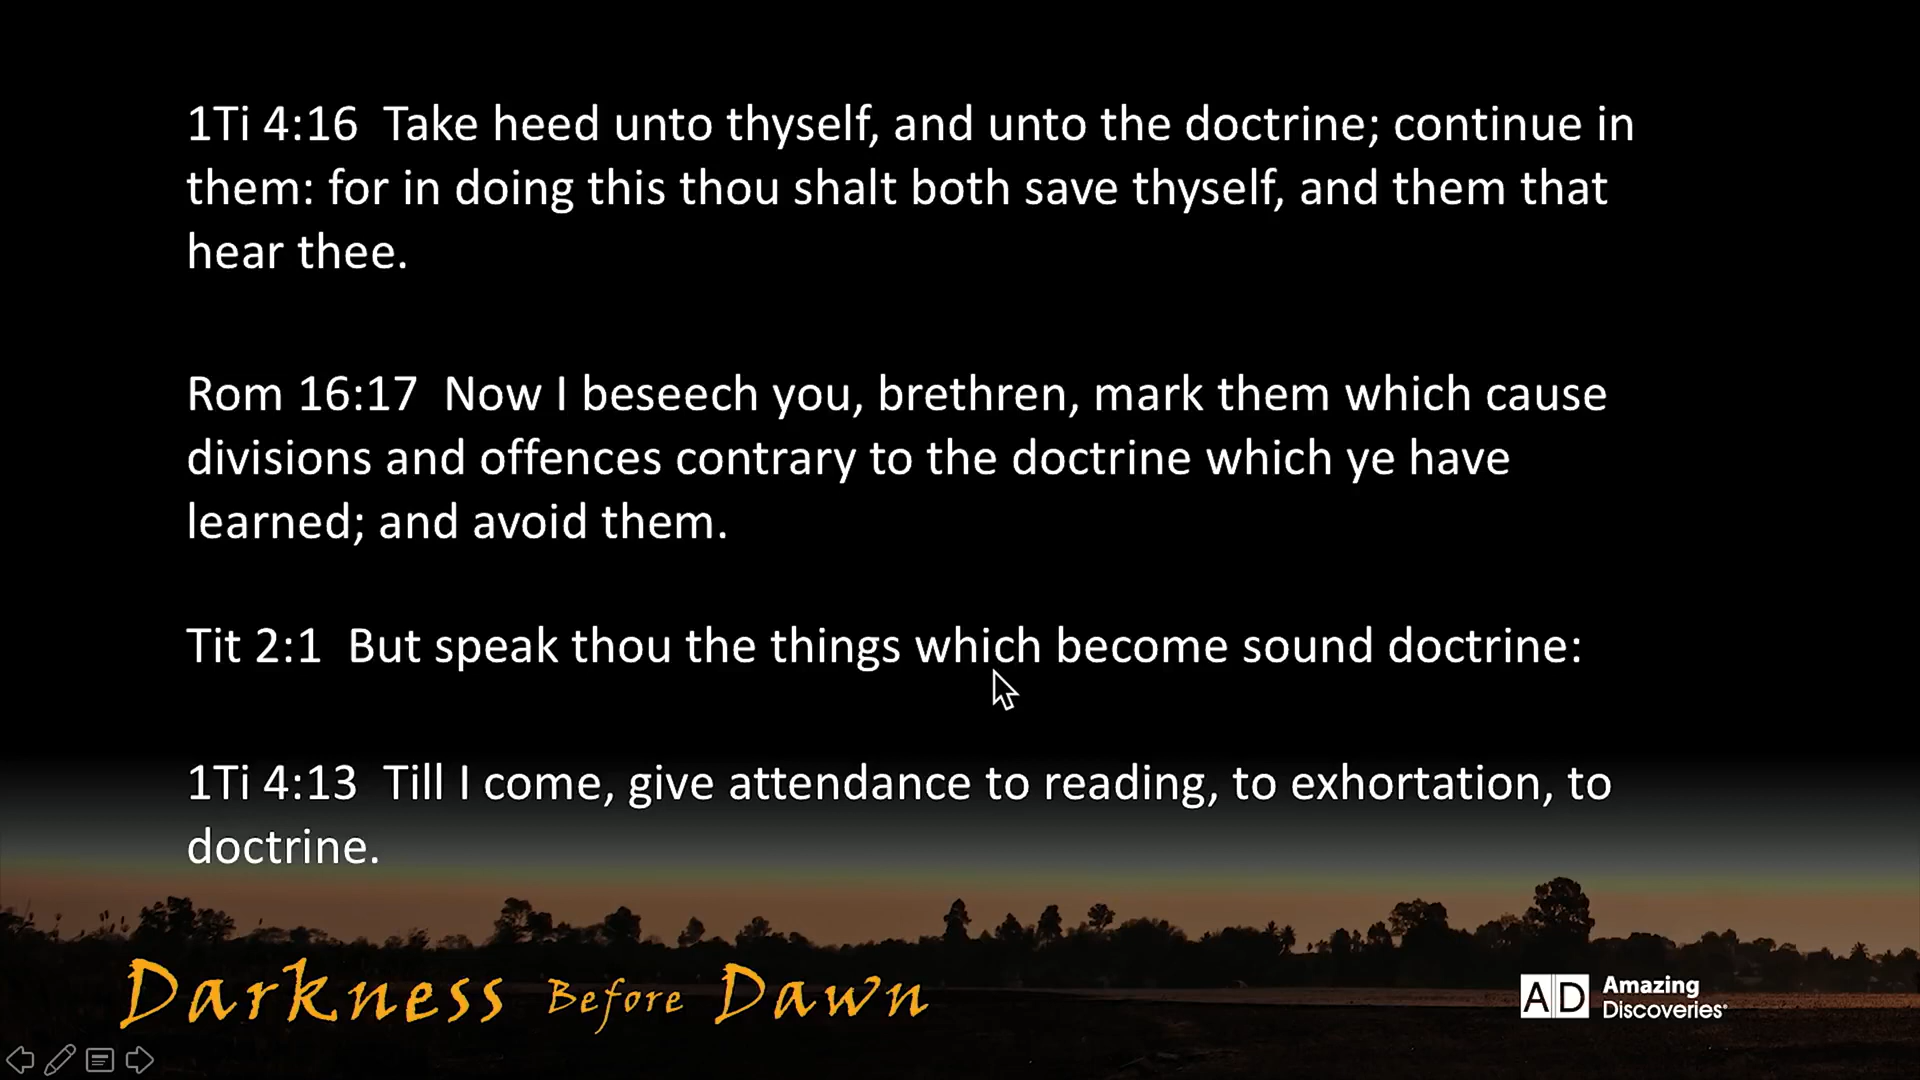 1Ti 4:16  Take heed unto thyself, and unto the doctrine; continue in
them: for in doing this thou shalt both save thyself, and them that
hear thee.
Rom 16:17  Now I beseech you, brethren, mark them which cause
divisions and offences contrary to the doctrine which ye have
learned; and avoid them.
Tit 2:1  But speak thou the things which become sound doctrine:
1Ti 4:13  Till I come, give attendance to reading, to exhortation, to
doctrine.
Darkness Before Dawn
AD Amazing
Discoveries